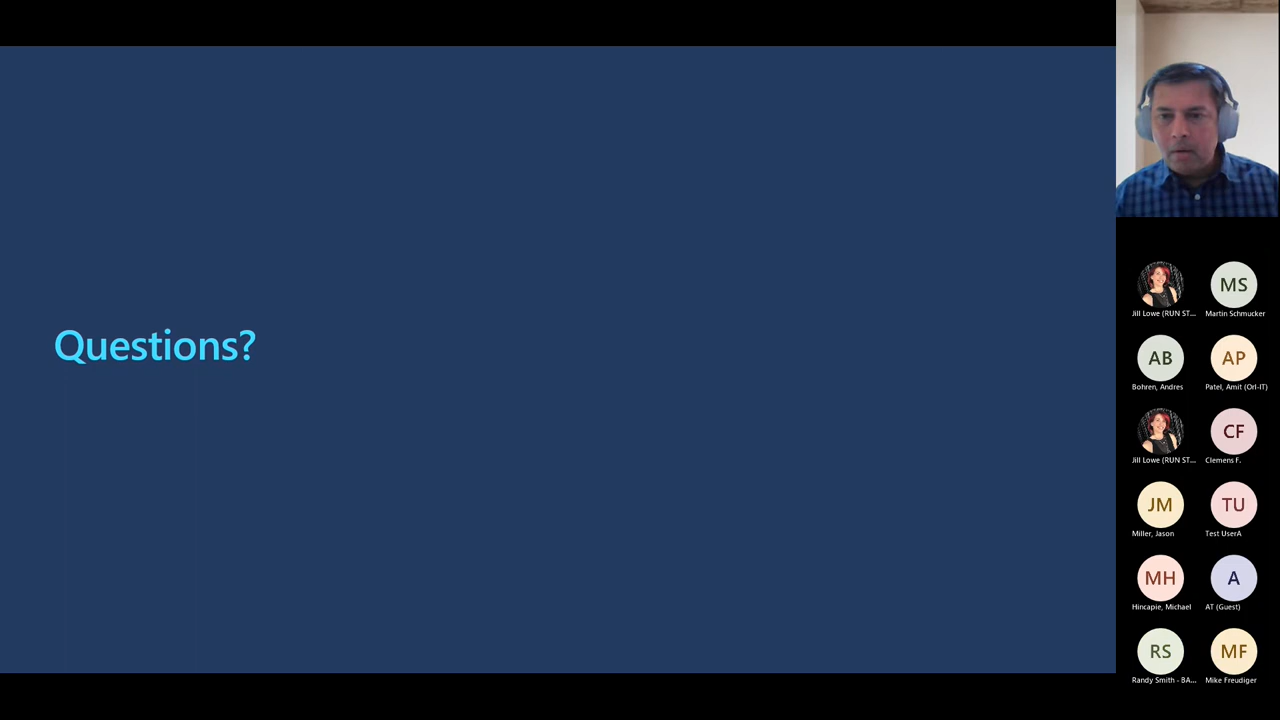 Questions?
Jill Lowe (RUN ST...
MS
Martin Schmucker
AB
Bohren, Andres
AP
Patel, Amit (Orl-IT)
Jill Lowe (RUN ST...
CF
Clemens F.
JM
Miller, Jason
TU
Test UserA
MH
Hincapie, Michael
A
AT (Guest)
RS
Randy Smith - BA...
MF
Mike Freudiger